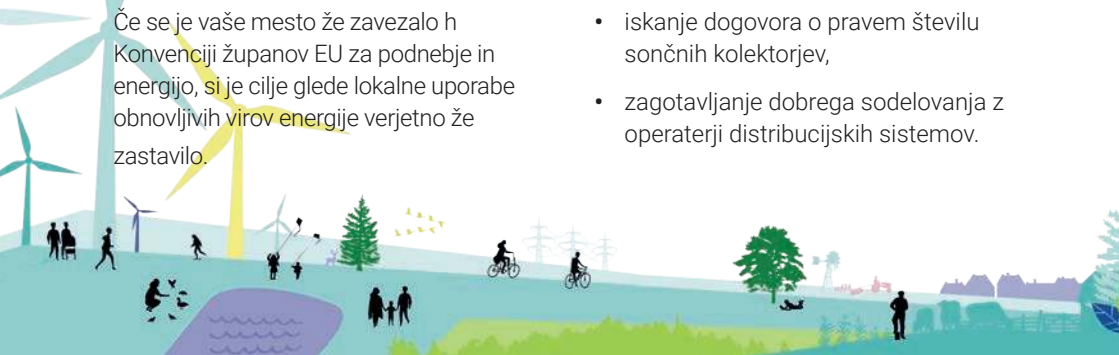 Če se je vaše mesto že zavezalo h
Konvenciji županov EU za podnebje in
energijo, si je cilje glede lokalne uporabe
obnovljivih virov energije verjetno že
zastavilo.
• iskanje dogovora o pravem številu
sončnih kolektorjev,
• zagotavljanje dobrega sodelovanja z
operaterji distribucijskih sistemov.